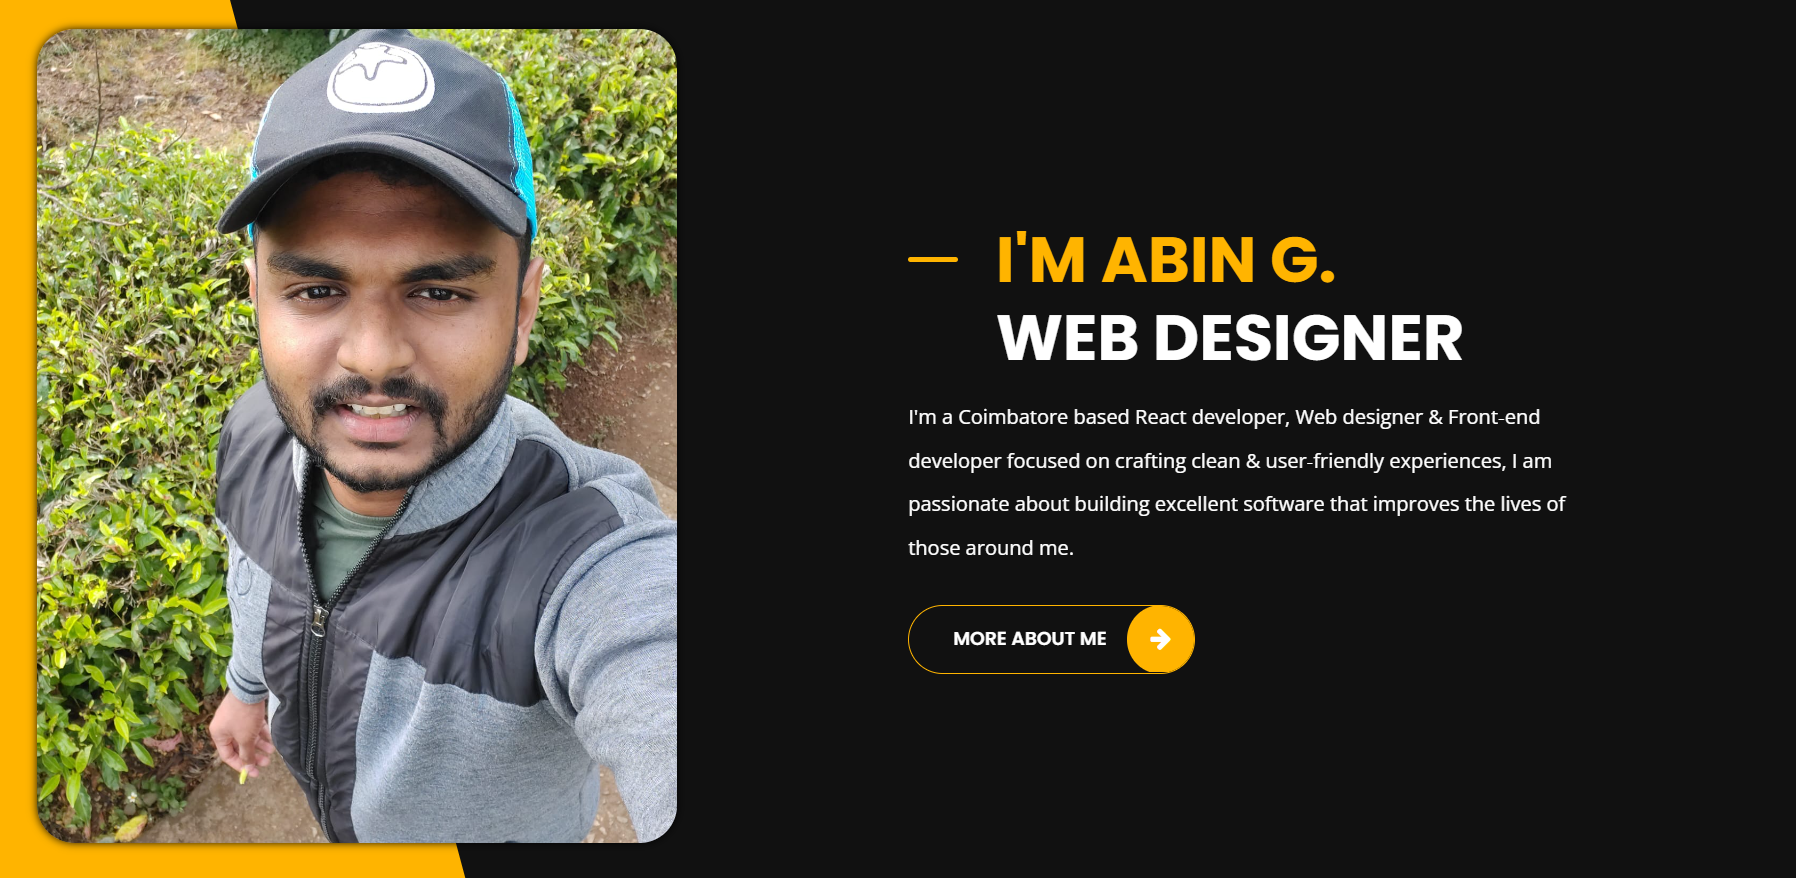 I'M ABIN G.
WEB DESIGNER
I'm a Coimbatore based React developer, Web designer & Front-end
developer focused on crafting clean & user-friendly experiences, I am
passionate about building excellent software that improves the lives of
those around me.
MORE ABOUT ME